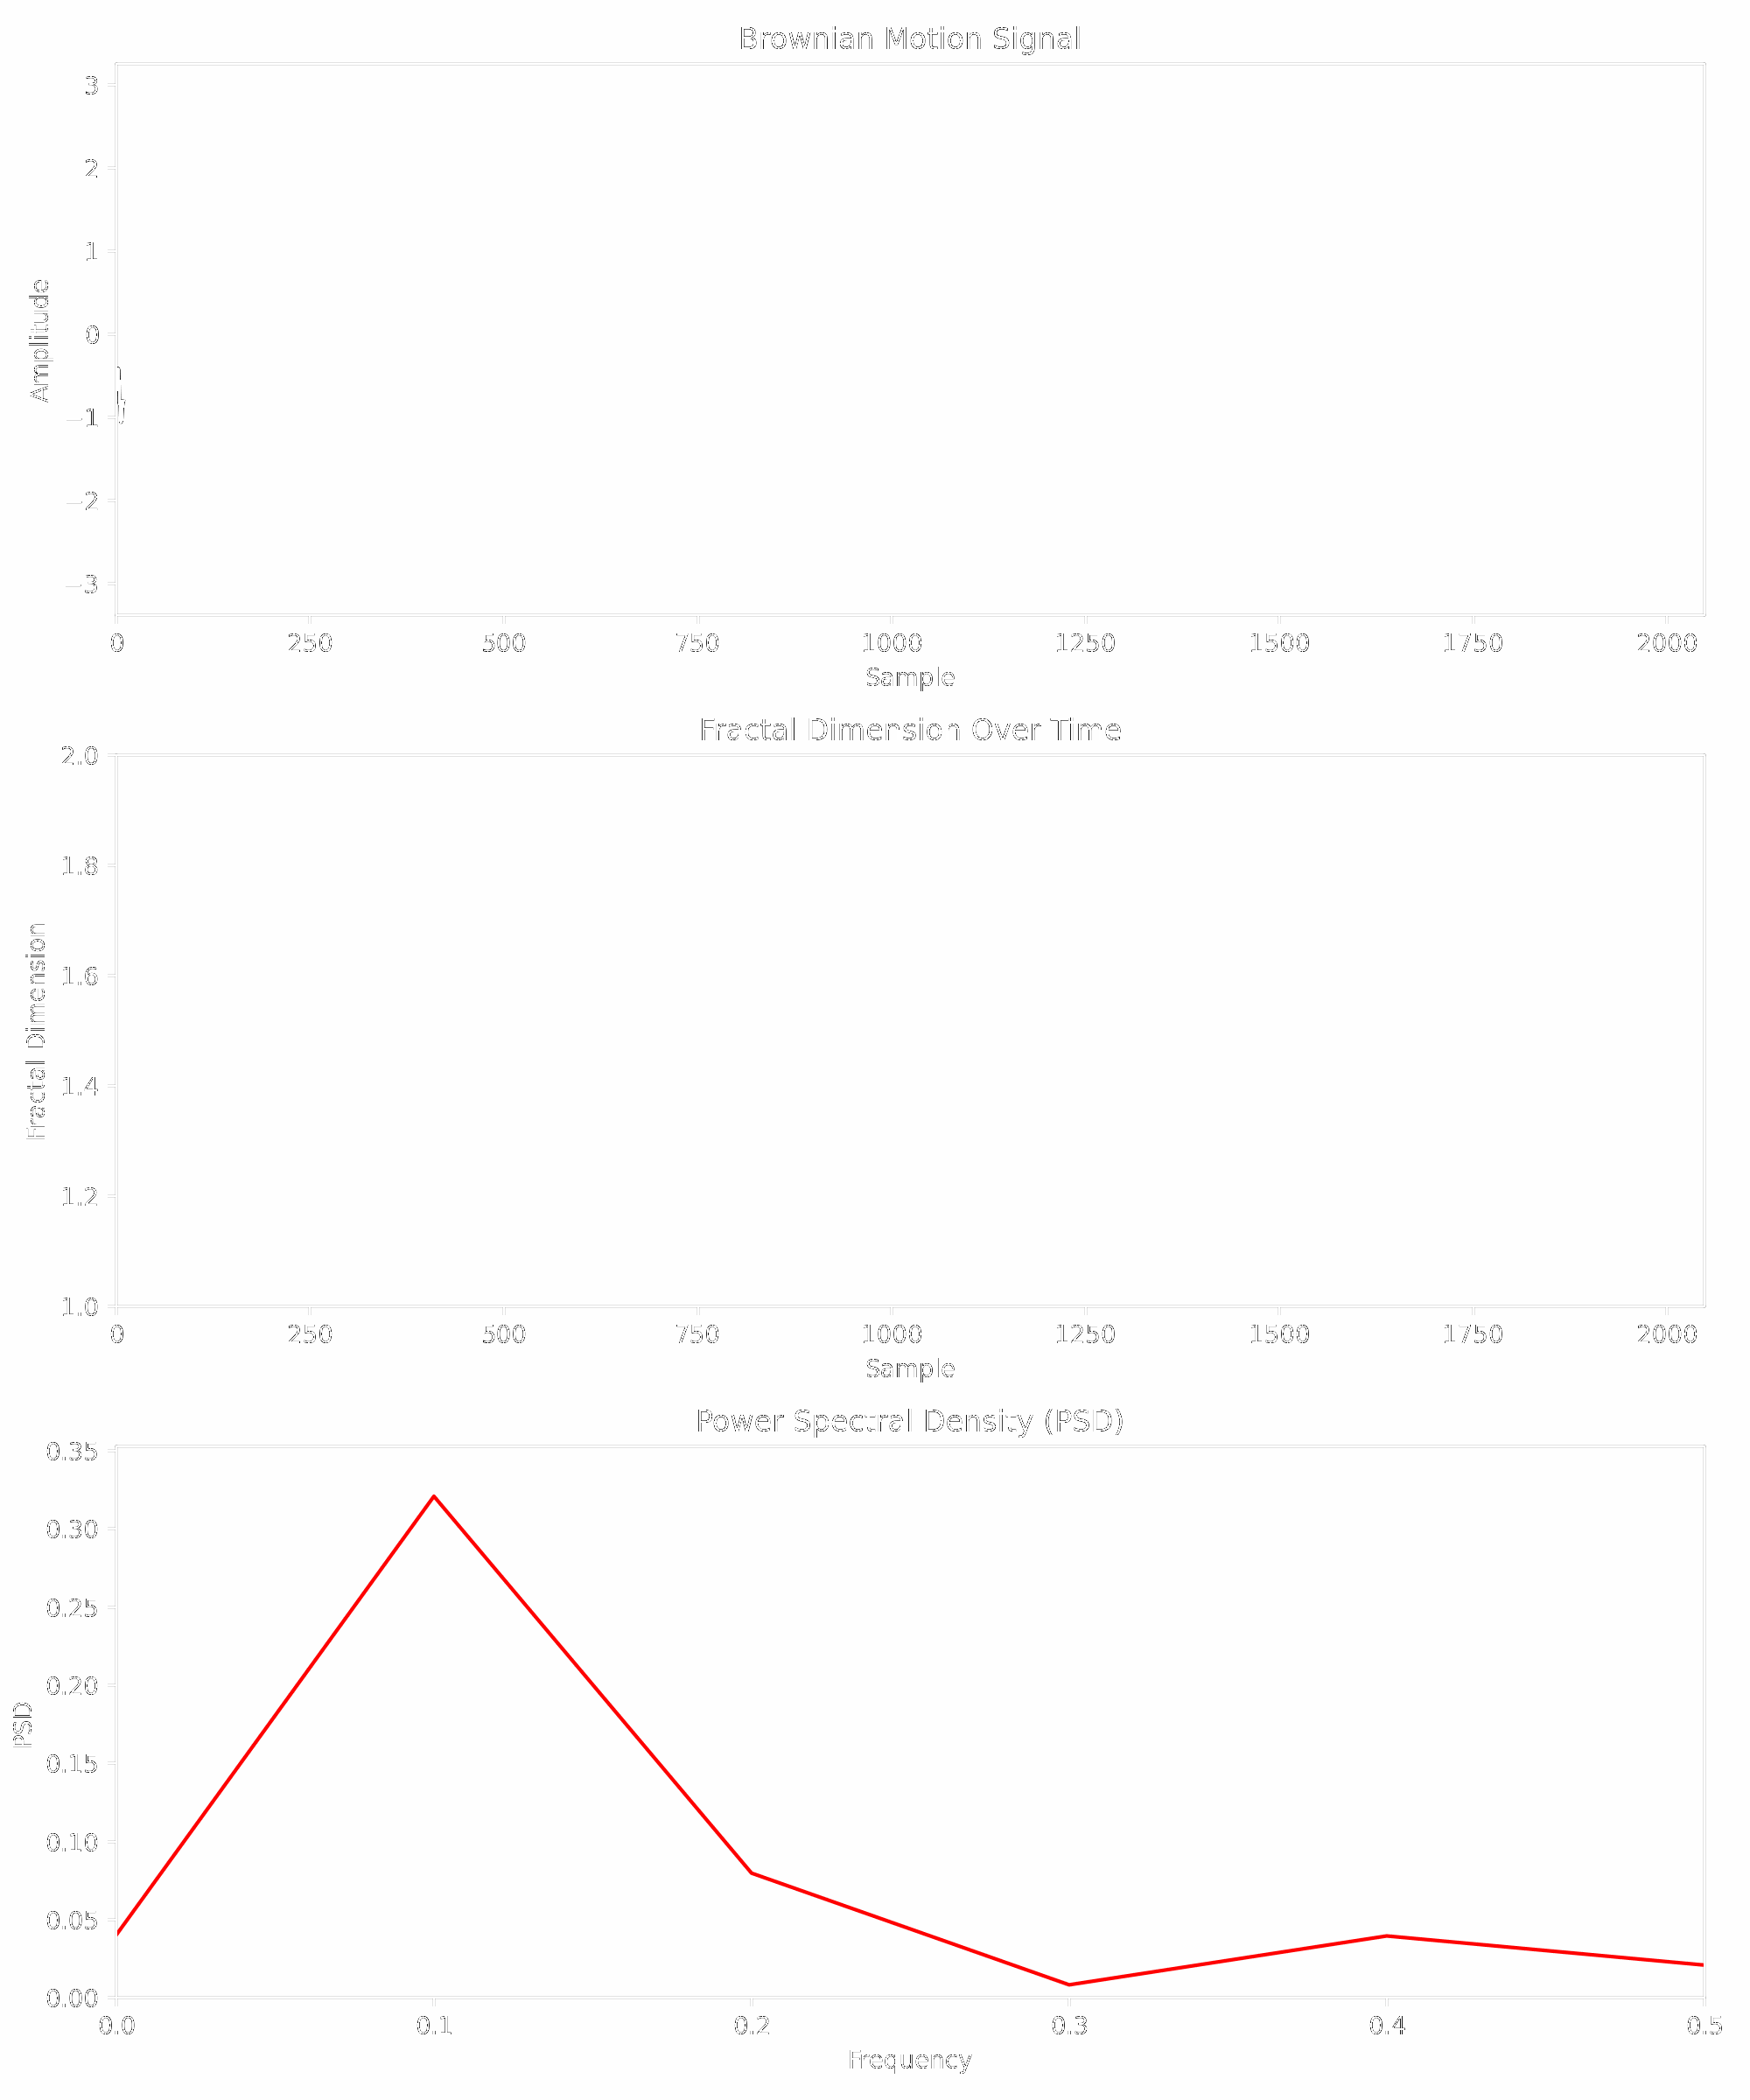 Brownian Motion Signal
3
2
1
0
−1
−2
−3
Amplitude
0 250 500 750 1000 1250 1500 1750 2000
Sample
Fractal Dimension Over Time
2.0
1.8
1.6
1.4
1.2
1.0
Fractal Dimension
0 250 500 750 1000 1250 1500 1750 2000
Sample
Power Spectral Density (PSD)
0.35
0.30
0.25
0.20
0.15
0.10
0.05
0.00
PSD
0.0 0.1 0.2 0.3 0.4 0.5
Frequency